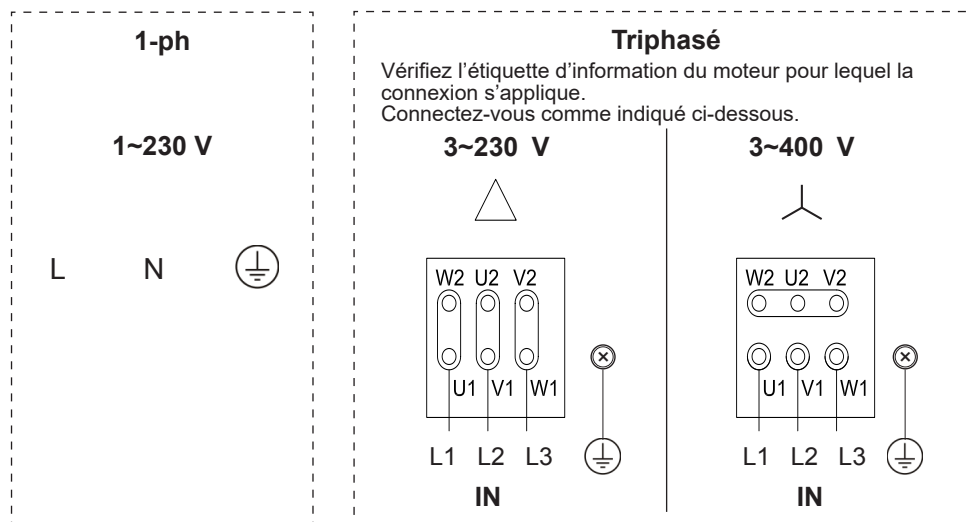 1-ph
1~230 V
L N
Triphasé
Vérifiez l’étiquette d’information du moteur pour lequel la
connexion s’applique.
Connectez-vous comme indiqué ci-dessous.
3~230 V
W2 U2 V2
U1 V1 W1
L1 L2 L3
IN
3~400 V
W2 U2 V2
U1 V1 W1
L1 L2 L3
IN